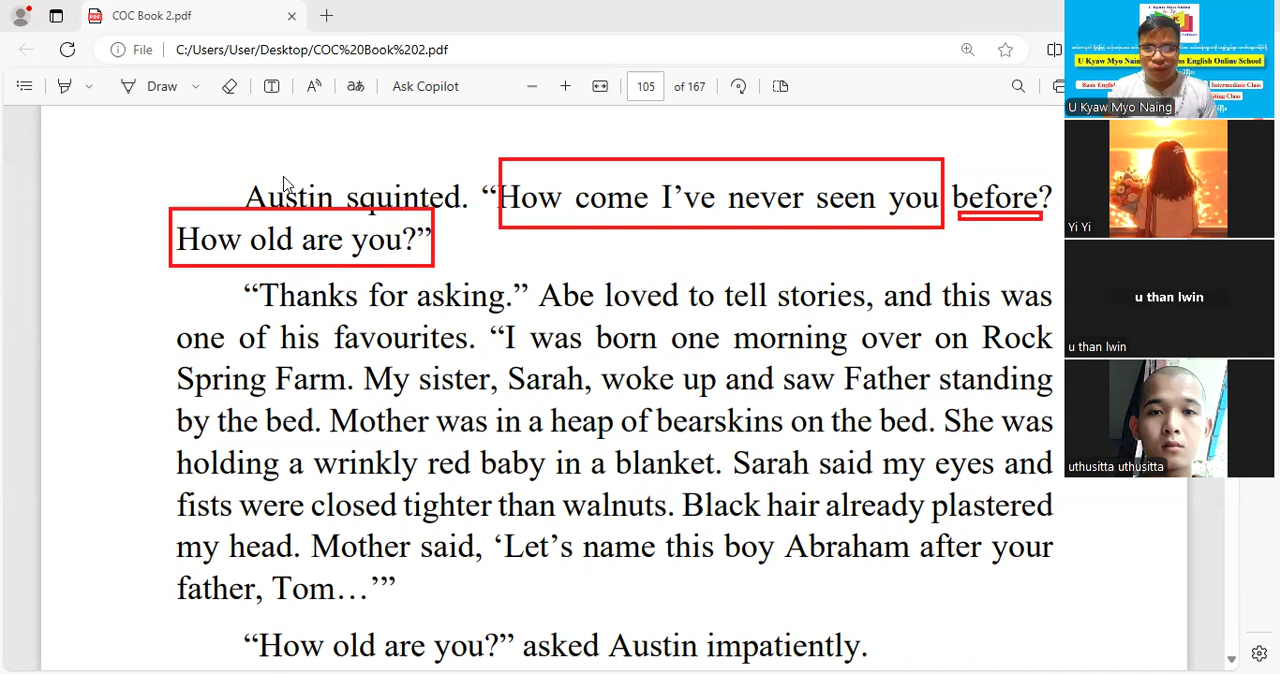 COC Book 2.pdf
File
C:/Users/User/Desktop/COC%20Book%202.pdf
Draw
Ask Copilot
105 of 167
Austin squinted. “How come I’ve never seen you before?
How old are you?”
“Thanks for asking.” Abe loved to tell stories, and this was
one of his favourites. “I was born one morning over on Rock
Spring Farm. My sister, Sarah, woke up and saw Father standing
by the bed. Mother was in a heap of bearskins on the bed. She was
holding a wrinkly red baby in a blanket. Sarah said my eyes and
fists were closed tighter than walnuts. Black hair already plastered
my head. Mother said, ‘Let’s name this boy Abraham after your
father, Tom…’”
“How old are you?” asked Austin impatiently.
U Kyaw Myo Naing
Yi Yi
u than lwin
u than lwin
uthusitta uthusitta